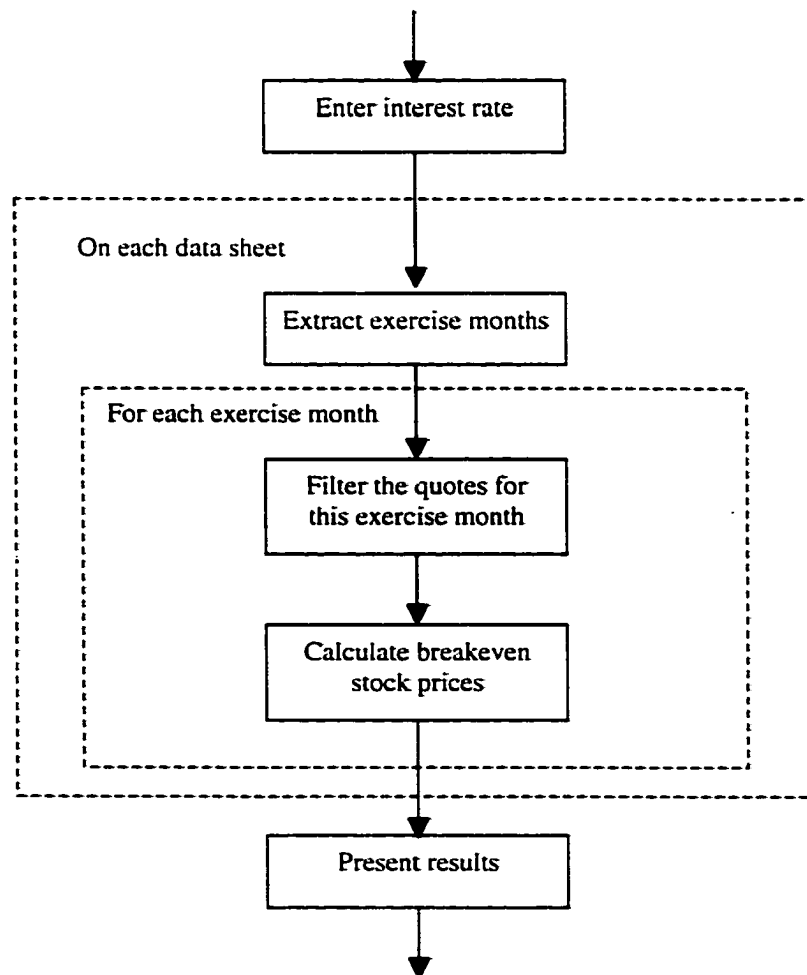 Enter interest rate
On each data sheet
Extract exercise months
For each exercise month
Filter the quotes for
this exercise month
Calculate breakeven
stock prices
Present results